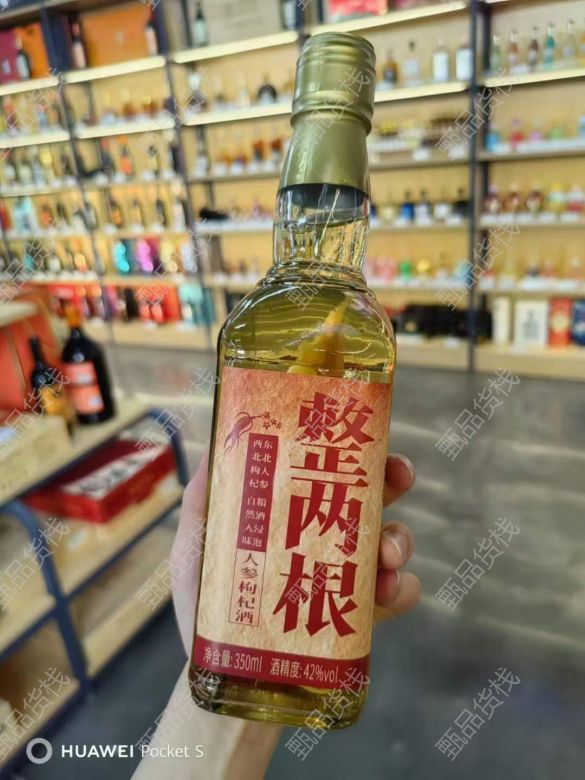 整两根
东北人参 粮酒浸泡
西北枸杞 自然入味
人参枸杞酒
净含量:350ml 酒精度:42%vol
HUAWEI Pocket S
甄品货栈